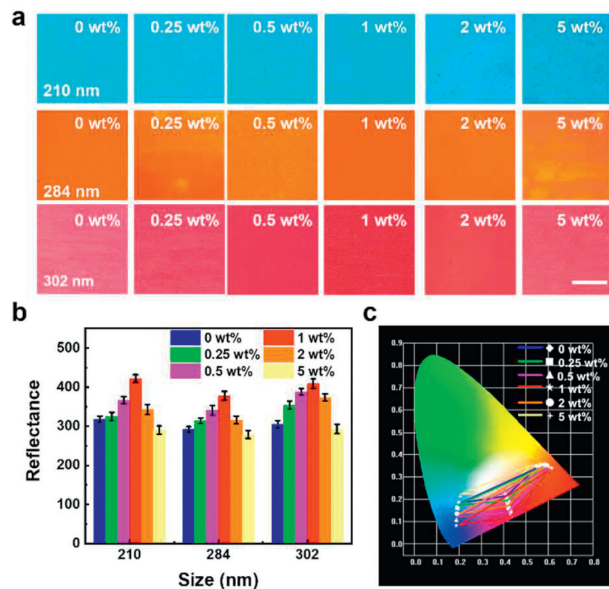 a
0 wt% 0.25 wt% 0.5 wt% 1 wt% 2 wt% 5 wt%
210 nm
0 wt% 0.25 wt% 0.5 wt% 1 wt% 2 wt% 5 wt%
284 nm
0 wt% 0.25 wt% 0.5 wt% 1 wt% 2 wt% 5 wt%
302 nm
b
Reflectance
500
400
300
200
100
0
0 wt% 1 wt%
0.25 wt% 2 wt%
0.5 wt% 5 wt%
210 284 302
Size (nm)
c
0.9
0.8
0.7
0.6
0.5
0.4
0.3
0.2
0.1
0.0
0 wt%
0.25 wt%
0.5 wt%
1 wt%
2 wt%
5 wt%
0.0 0.1 0.2 0.3 0.4 0.5 0.6 0.7 0.8